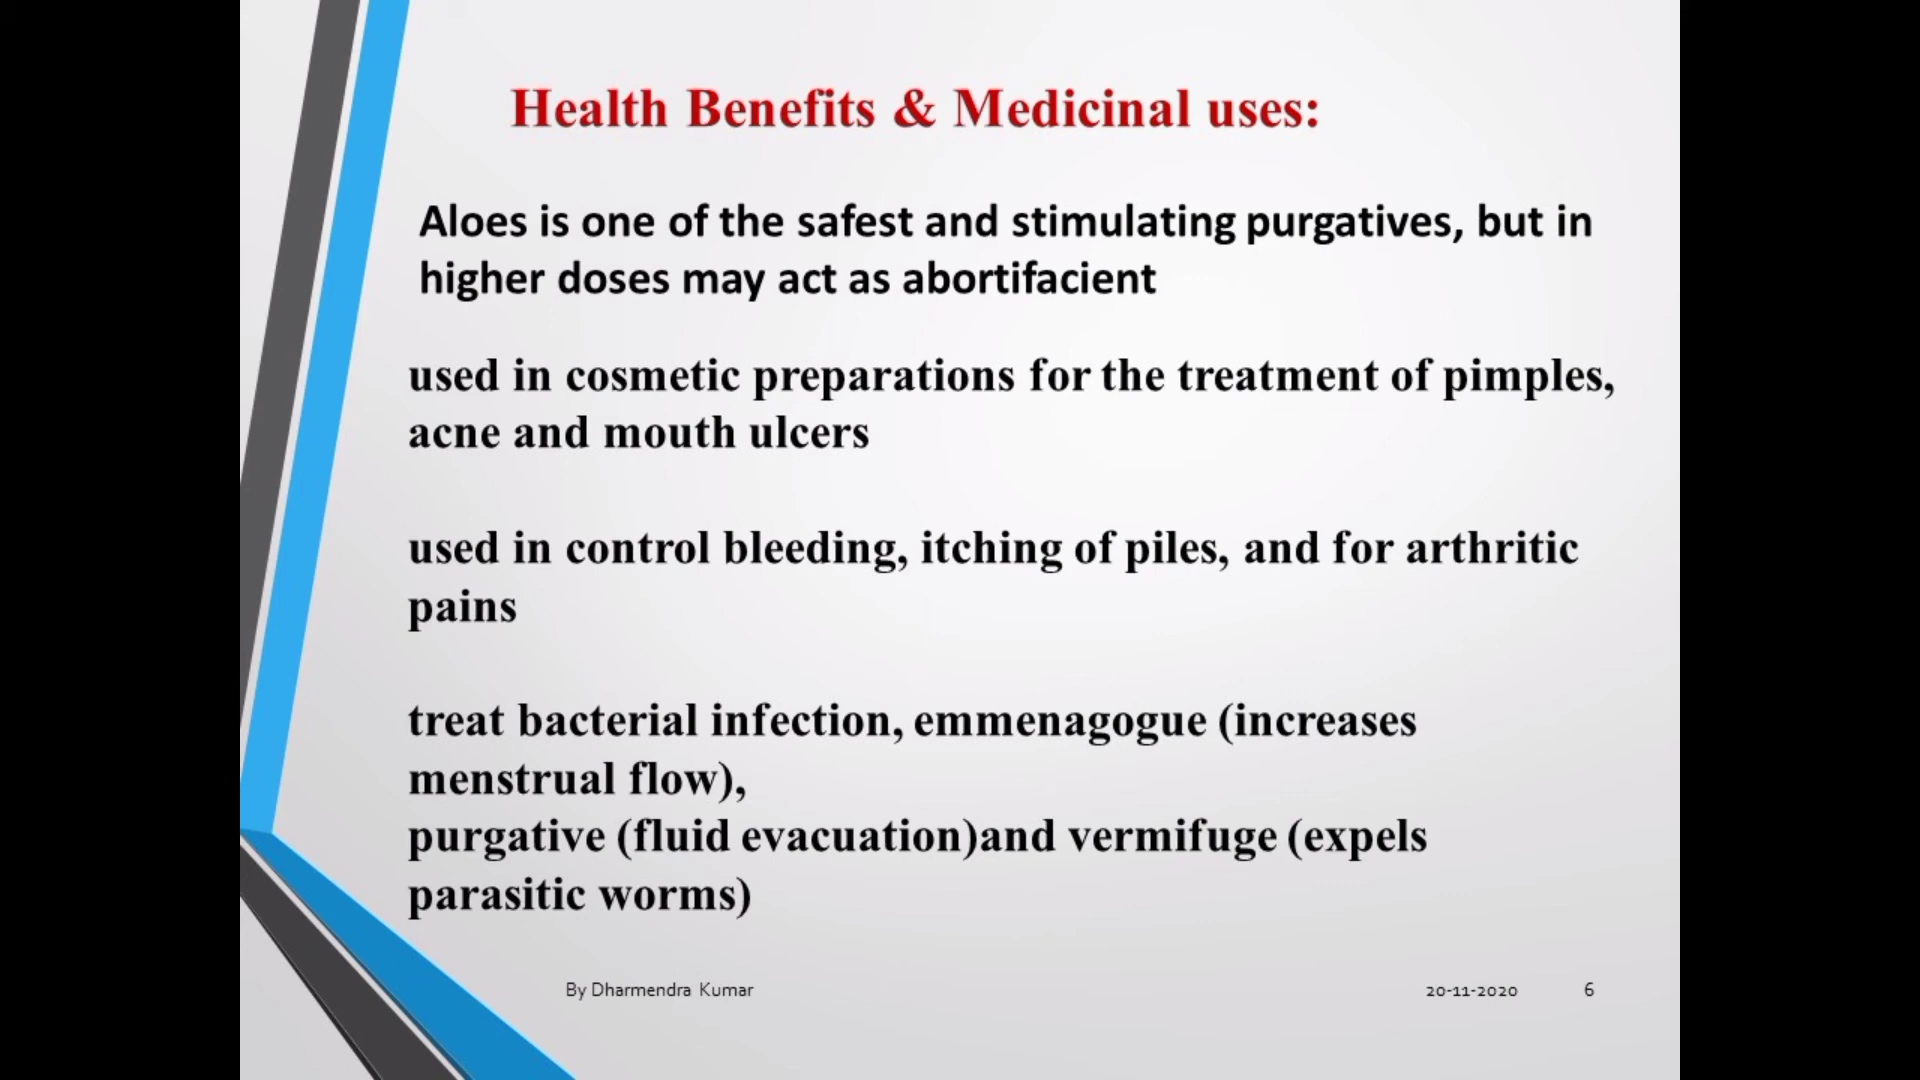 Health Benefits & Medicinal uses:
Aloes is one of the safest and stimulating purgatives, but in
higher doses may act as abortifacient
used in cosmetic preparations for the treatment of pimples,
acne and mouth ulcers
used in control bleeding, itching of piles, and for arthritic
pains
treat bacterial infection, emmenagogue (increases
menstrual flow),
purgative (fluid evacuation)and vermifuge (expels
parasitic worms)
By Dharmendra Kumar
20-11-2020
6